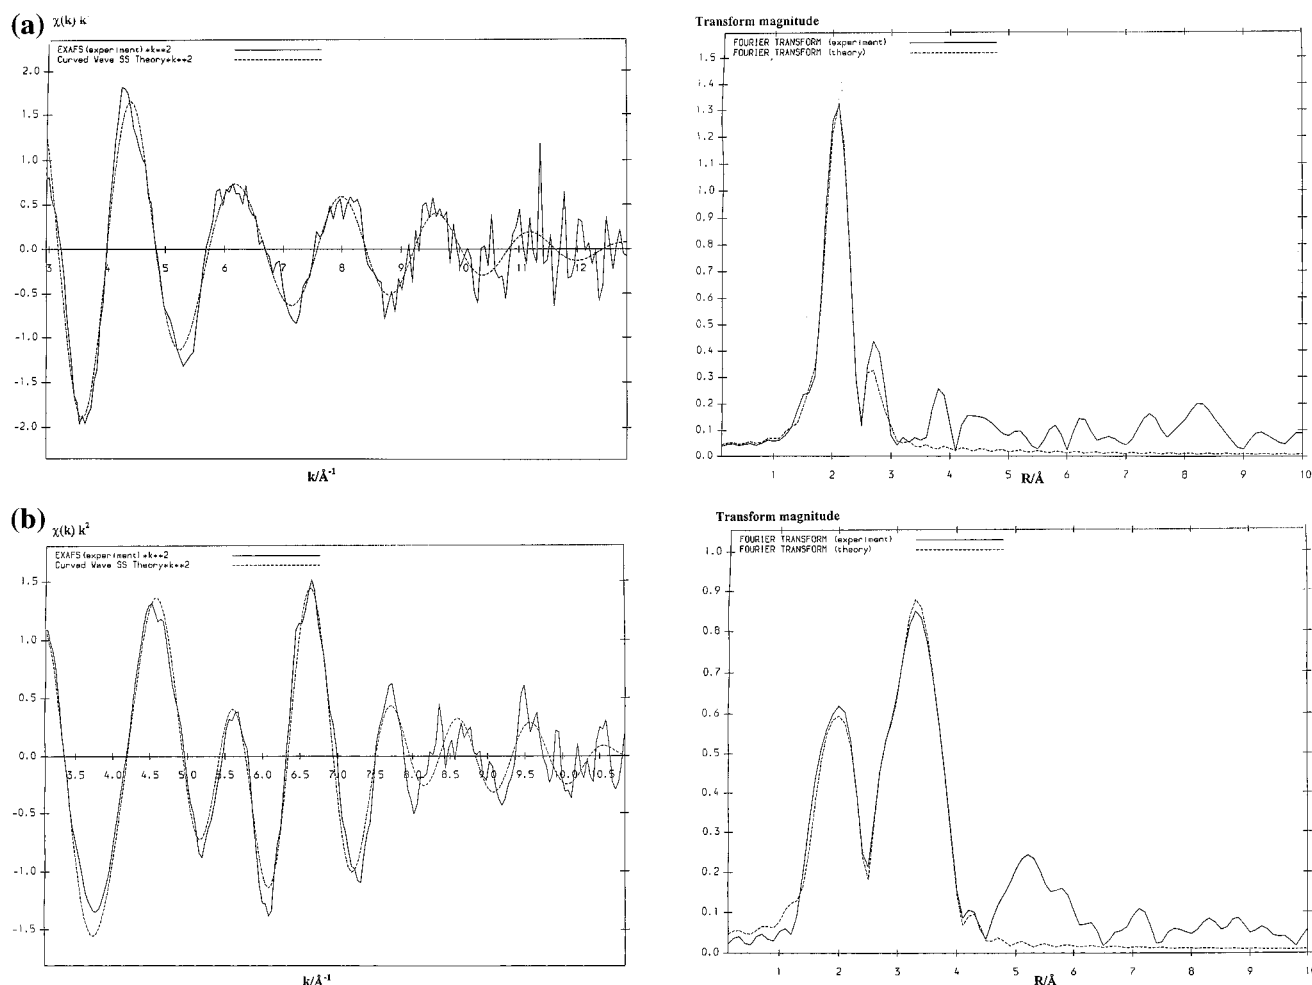 (a)
χ(k) k
EXAFS (experiment) *k**2
Curved Wave SS Theory*k**2
2.0
1.5
1.0
0.5
0.0
-0.5
-1.0
-1.5
-2.0
3 4 5 6 7 8 9 10 11 12
k/Å-1
Transform magnitude
FOURIER TRANSFORM (experiment)
FOURIER TRANSFORM (theory)
1.5
1.4
1.3
1.2
1.1
1.0
0.9
0.8
0.7
0.6
0.5
0.4
0.3
0.2
0.1
0.0
1 2 3 4 5 6 7 8 9 10
R/Å
(b)
χ(k) k2
EXAFS (experiment) *k**2
Curved Wave SS Theory*k**2
1.5
1.0
0.5
0.0
-0.5
-1.0
-1.5
3.5 4.0 4.5 5.0 5.5 6.0 6.5 7.0 7.5 8.0 8.5 9.0 9.5 10.0 10.5
k/Å-1
Transform magnitude
FOURIER TRANSFORM (experiment)
FOURIER TRANSFORM (theory)
1.0
0.9
0.8
0.7
0.6
0.5
0.4
0.3
0.2
0.1
0.0
1 2 3 4 5 6 7 8 9 10
R/Å